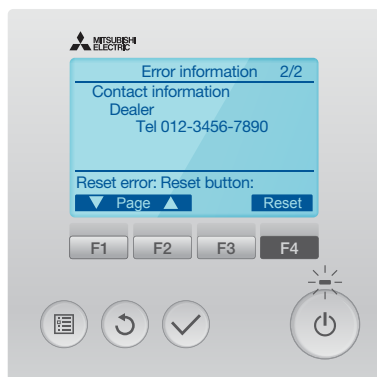 MITSUBISHI
ELECTRIC
Error information 2/2
Contact information
Dealer
Tel 012-3456-7890
Reset error: Reset button:
▼ Page ▲ Reset
F1 F2 F3 F4